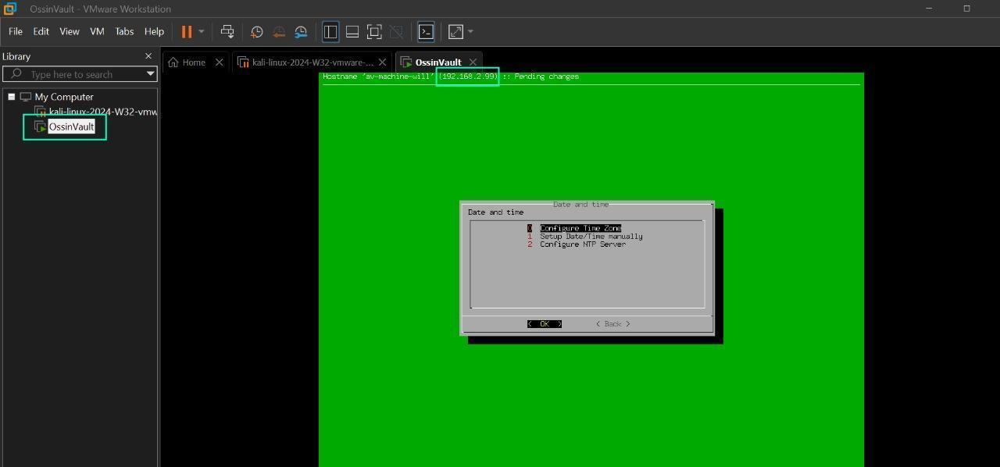 OssinVault - VMware Workstation
File Edit View VM Tabs Help
Library
Home kali-linux-2024-W32-vmware-... OssinVault
Type here to search
Hostname 'av-machine-will' (192.168.2.99) :: Pending changes
My Computer
kali-linux-2024-W32-vmw
OssinVault
Date and time
Date and time
0 Configure Time Zone
1 Setup Date/Time manually
2 Configure NTP Server
< OK > < Back >